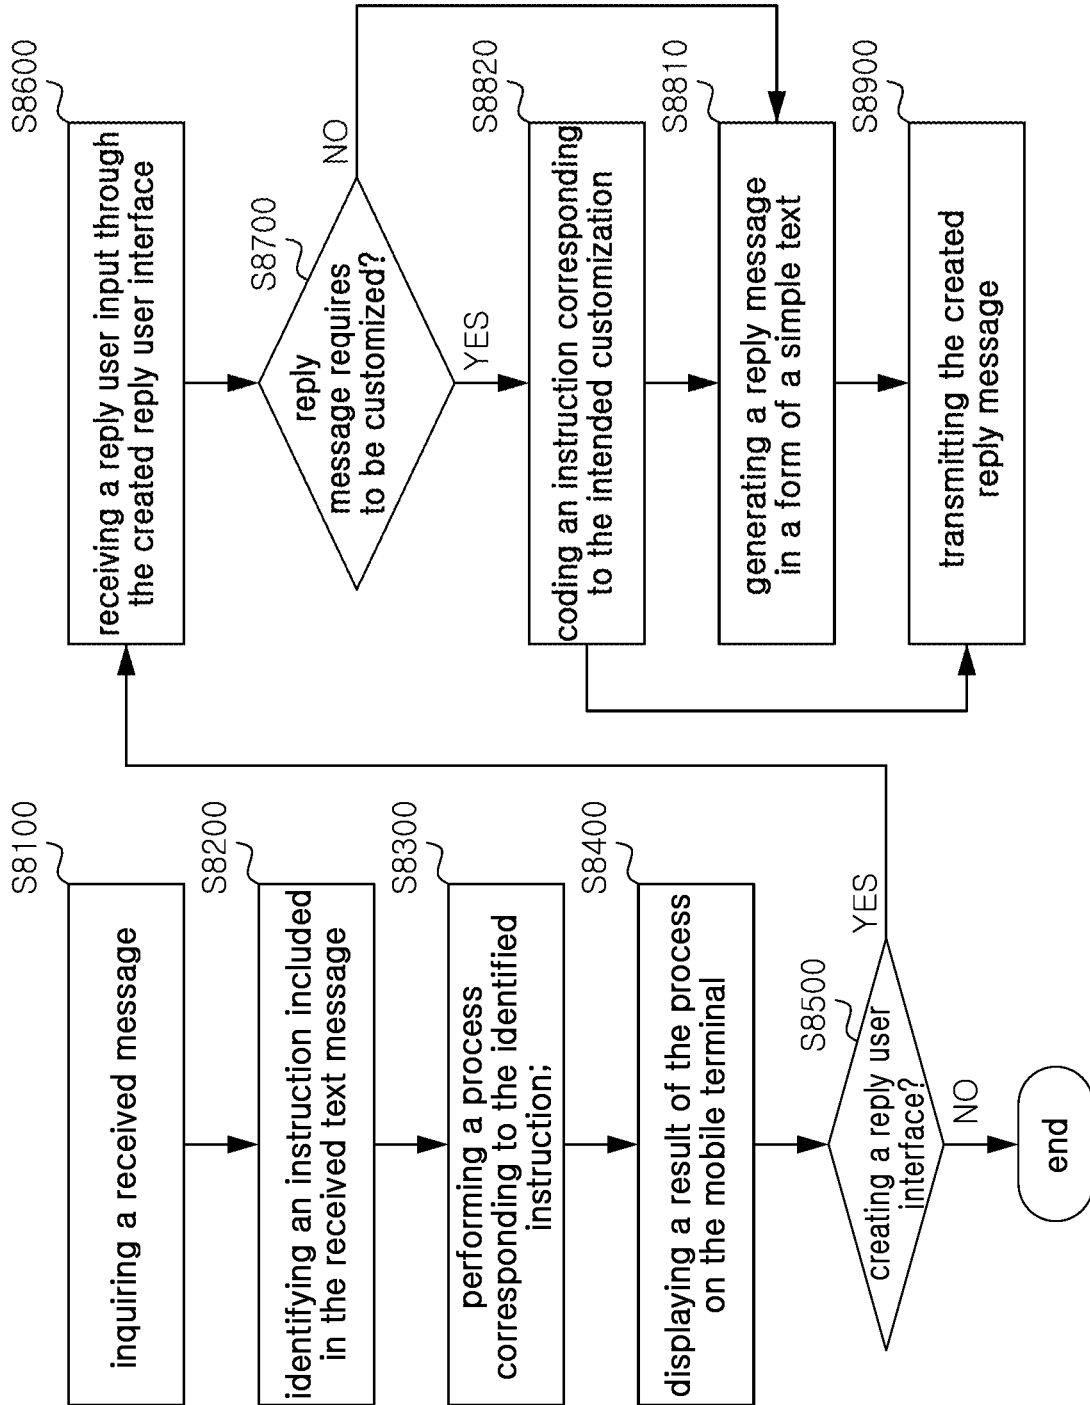 S8100
inquiring a received message
S8200
identifying an instruction included
in the received text message
S8300
performing a process
corresponding to the identified
instruction;
S8400
displaying a result of the process
on the mobile terminal
S8500
creating a reply user
interface?
YES
NO
end
S8600
receiving a reply user input through
the created reply user interface
S8700
reply
message requires
to be customized?
NO
YES
S8820
coding an instruction corresponding
to the intended customization
S8810
generating a reply message
in a form of a simple text
S8900
transmitting the created
reply message